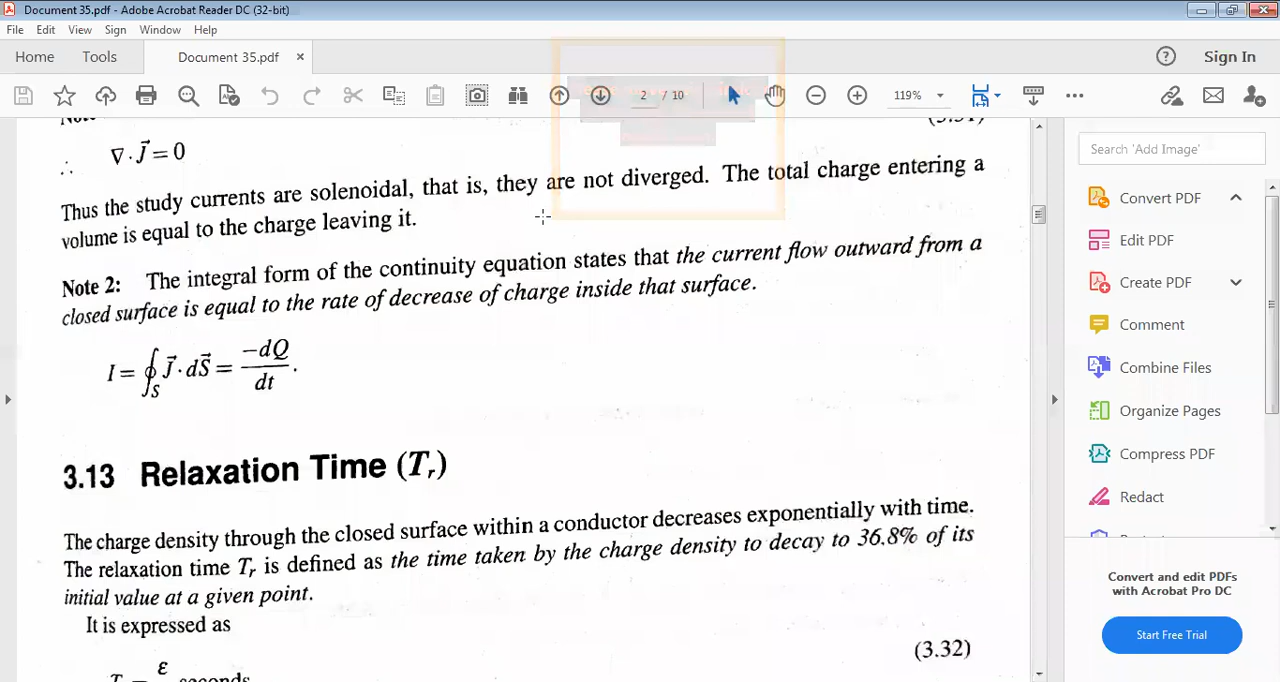 Document 35.pdf - Adobe Acrobat Reader DC (32-bit)
File Edit View Sign Window Help
Home Tools Document 35.pdf × Sign In
2 / 10 119%
(3.31)
∴ ∇·J⃗ = 0
Thus the study currents are solenoidal, that is, they are not diverged. The total charge entering a
volume is equal to the charge leaving it.
Note 2: The integral form of the continuity equation states that the current flow outward from a
closed surface is equal to the rate of decrease of charge inside that surface.
I = ∮_S J⃗·dS⃗ = -dQ/dt.
3.13 Relaxation Time (T_r)
The charge density through the closed surface within a conductor decreases exponentially with time.
The relaxation time T_r is defined as the time taken by the charge density to decay to 36.8% of its
initial value at a given point.
It is expressed as
(3.32)
ε
seconds
Search 'Add Image'
Convert PDF
Edit PDF
Create PDF
Comment
Combine Files
Organize Pages
Compress PDF
Redact
Convert and edit PDFs
with Acrobat Pro DC
Start Free Trial